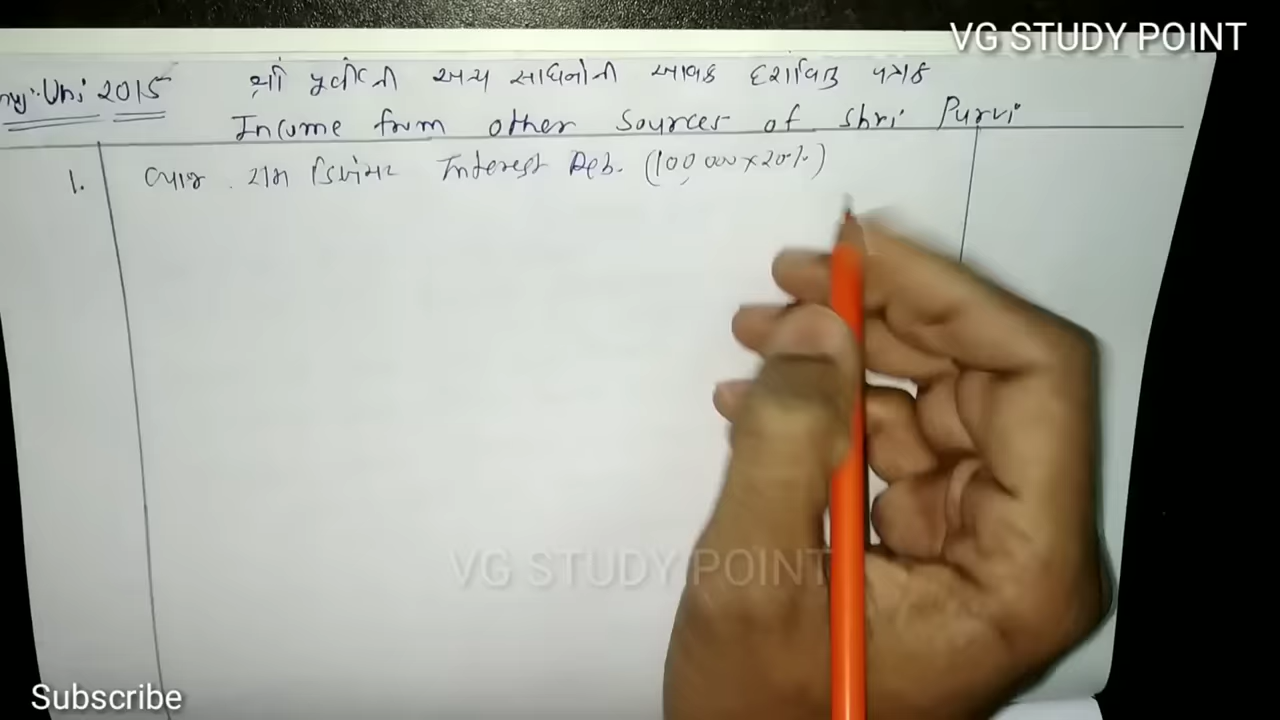 VG STUDY POINT
Uni 2015
શ્રી પૂર્વીની અન્ય સાધનોની આવક દર્શાવતું પત્રક
Income from other Sources of Shri Purvi
1. વ્યાજ રામ ડિબેંચર Interest Deb. (100,000 x 20%)
VG STUDY POINT
Subscribe